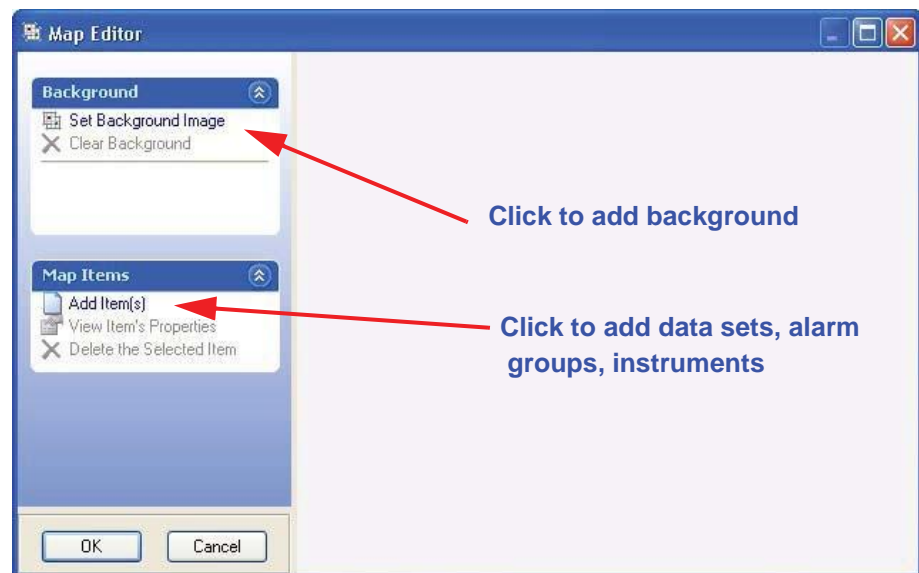 Map Editor
Background
Set Background Image
Clear Background
Click to add background
Map Items
Add Item(s)
View Item's Properties
Delete the Selected Item
Click to add data sets, alarm
groups, instruments
OK
Cancel